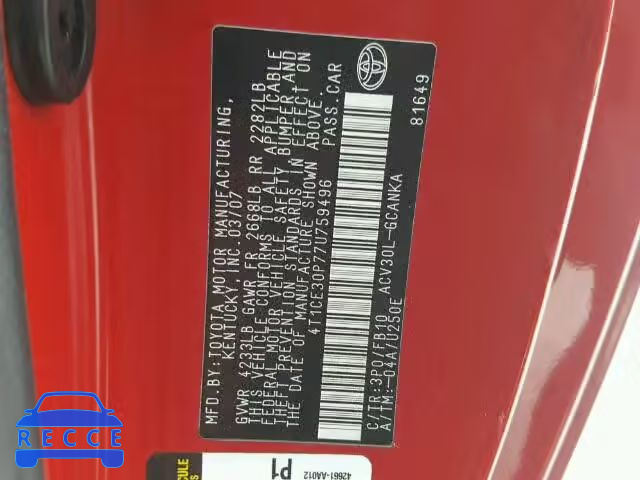 MFD. BY: TOYOTA MOTOR MANUFACTURING,
KENTUCKY, INC. 03/07
GVWR 4233LB GAWR FR 2668LB RR 2282LB
THIS VEHICLE CONFORMS TO ALL APPLICABLE
FEDERAL MOTOR VEHICLE SAFETY, BUMPER, AND
THEFT PREVENTION STANDARDS IN EFFECT ON
THE DATE OF MANUFACTURE SHOWN ABOVE.
4T1CE30P77U759496 PASS. CAR
C/TR:3P0/FB10 ACV30L-GCANKA
A/TM:-04A/U250E
81649
42661-AA012
P1
RECCE